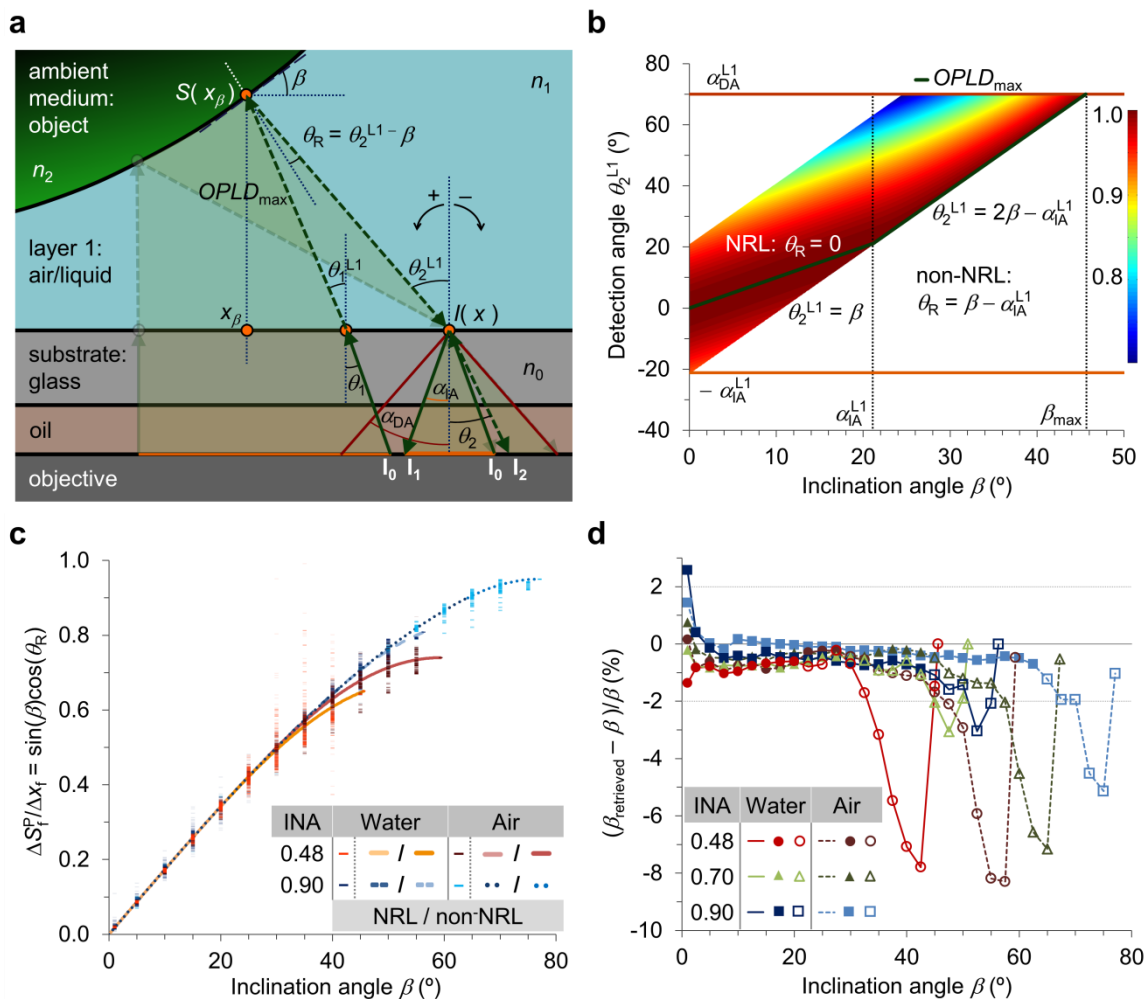 a
ambient
medium:
object
n2
S(xβ)
β
n1
θR = θ2L1 – β
OPLDmax
+ –
layer 1:
air/liquid
θ1L1
θ2L1
xβ
I(x)
substrate:
glass
n0
θ1
αIA
oil
αDA
θ2
objective
I0 I1 I0 I2
b
Detection angle θ2L1 (º)
80
60
40
20
0
-20
-40
αDAL1
OPLDmax
1.0
0.9
0.8
θ2L1 = 2β – αIAL1
NRL: θR = 0
non-NRL:
θR = β – αIAL1
θ2L1 = β
– αIAL1
αIAL1
βmax
0 10 20 30 40 50
Inclination angle β (º)
c
ΔSfP/Δxf = sin(β)cos(θR)
1.0
0.8
0.6
0.4
0.2
0.0
INA Water Air
0.48 / /
0.90 / /
NRL / non-NRL
0 20 40 60 80
Inclination angle β (º)
d
(βretrieved – β)/β (%)
2
0
-2
-4
-6
-8
-10
INA Water Air
0.48
0.70
0.90
0 20 40 60 80
Inclination angle β (º)